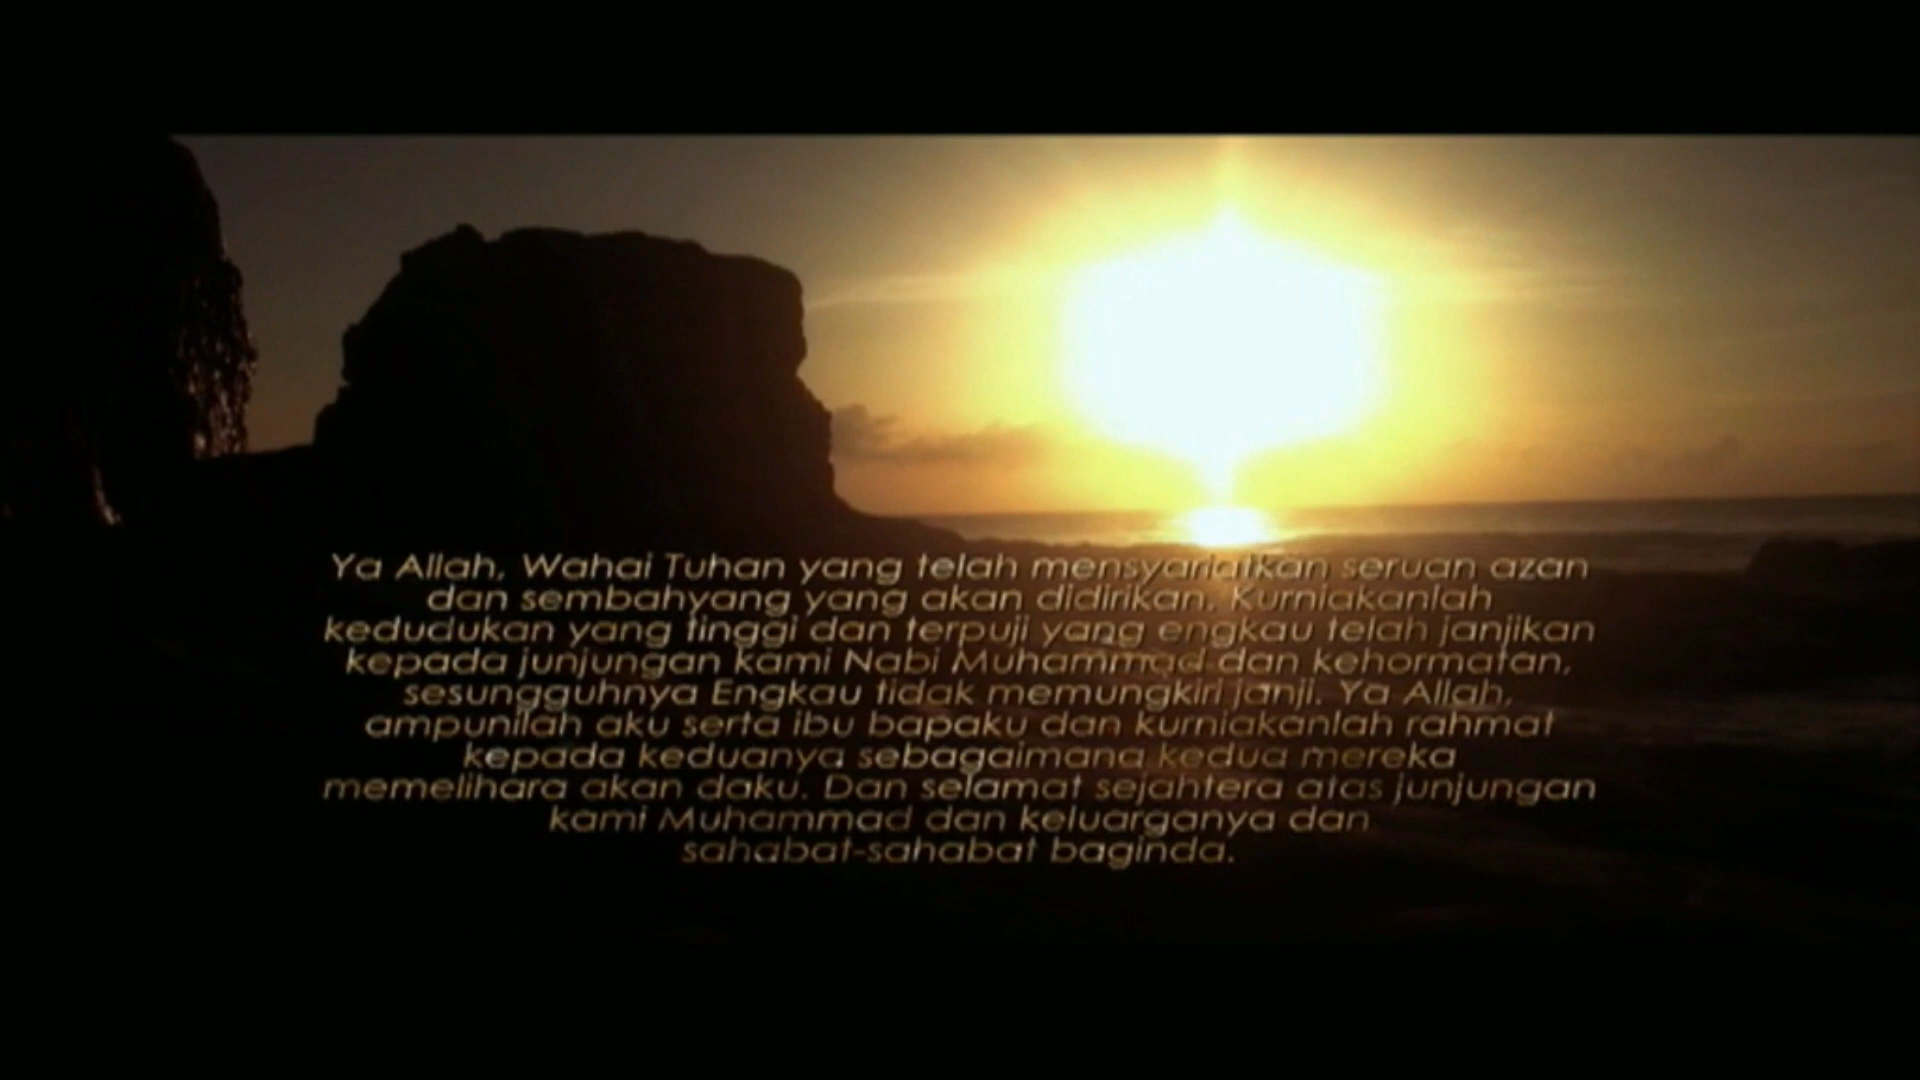 Ya Allah, Wahai Tuhan yang telah mensyariatkan seruan azan
dan sembahyang yang akan didirikan. Kurniakanlah
kedudukan yang tinggi dan terpuji yang engkau telah janjikan
kepada junjungan kami Nabi Muhammad dan kehormatan,
sesungguhnya Engkau tidak memungkiri janji. Ya Allah,
ampunilah aku serta ibu bapaku dan kurniakanlah rahmat
kepada keduanya sebagaimana kedua mereka
memelihara akan daku. Dan selamat sejahtera atas junjungan
kami Muhammad dan keluarganya dan
sahabat-sahabat baginda.